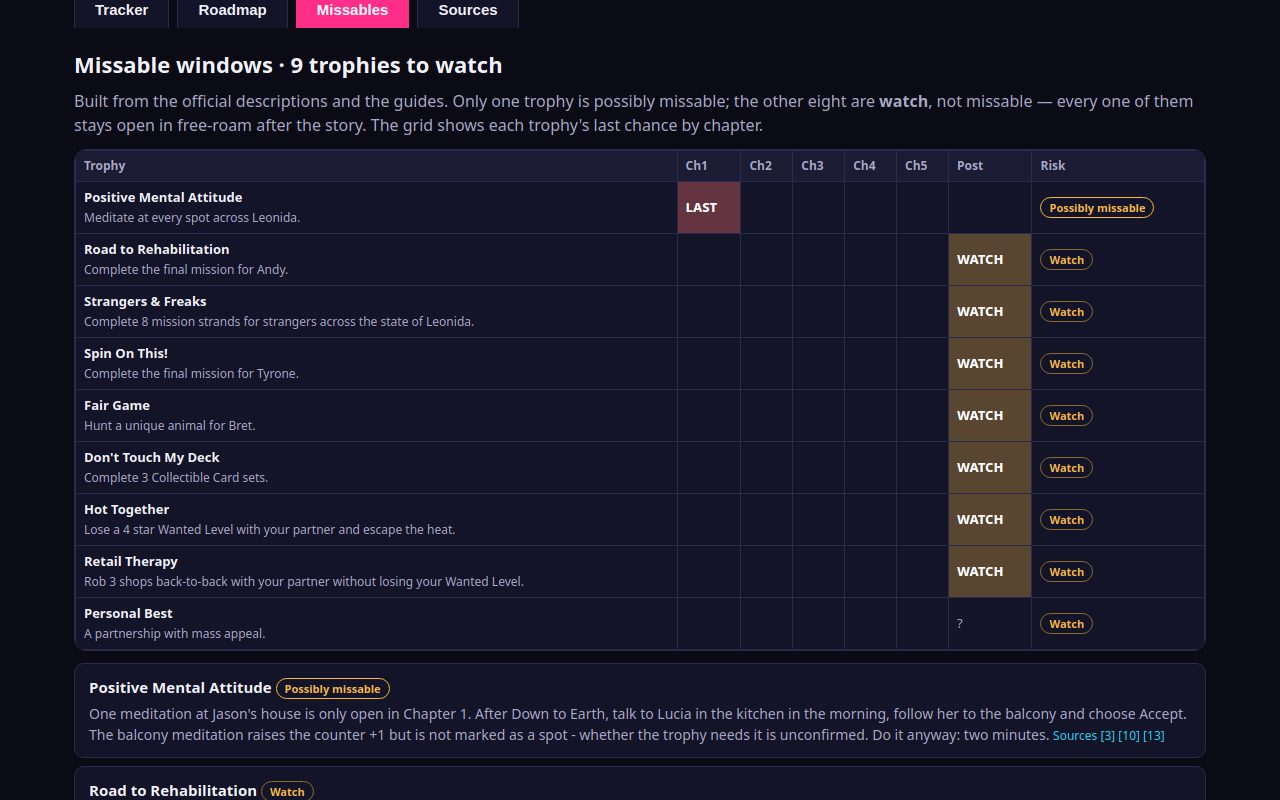 Tracker
Roadmap
Missables
Sources
Missable windows · 9 trophies to watch
Built from the official descriptions and the guides. Only one trophy is possibly missable; the other eight are watch, not missable — every one of them
stays open in free-roam after the story. The grid shows each trophy's last chance by chapter.
Trophy Ch1 Ch2 Ch3 Ch4 Ch5 Post Risk
Positive Mental Attitude
Meditate at every spot across Leonida.
LAST
Possibly missable
Road to Rehabilitation
Complete the final mission for Andy.
WATCH
Watch
Strangers & Freaks
Complete 8 mission strands for strangers across the state of Leonida.
WATCH
Watch
Spin On This!
Complete the final mission for Tyrone.
WATCH
Watch
Fair Game
Hunt a unique animal for Bret.
WATCH
Watch
Don't Touch My Deck
Complete 3 Collectible Card sets.
WATCH
Watch
Hot Together
Lose a 4 star Wanted Level with your partner and escape the heat.
WATCH
Watch
Retail Therapy
Rob 3 shops back-to-back with your partner without losing your Wanted Level.
WATCH
Watch
Personal Best
A partnership with mass appeal.
?
Watch
Positive Mental Attitude Possibly missable
One meditation at Jason's house is only open in Chapter 1. After Down to Earth, talk to Lucia in the kitchen in the morning, follow her to the balcony and choose Accept.
The balcony meditation raises the counter +1 but is not marked as a spot - whether the trophy needs it is unconfirmed. Do it anyway: two minutes. Sources [3] [10] [13]
Road to Rehabilitation Watch